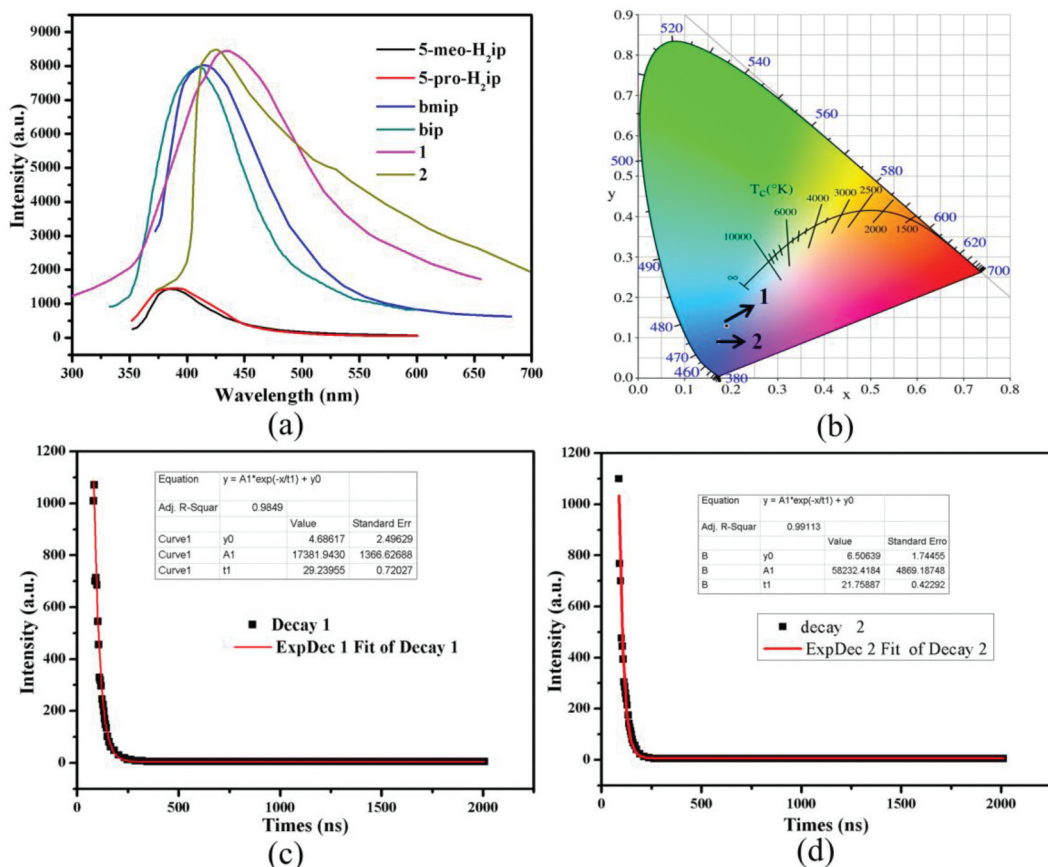 9000
8000
7000
6000
5000
4000
3000
2000
1000
0
Intensity (a.u.)
5-meo-H₂ip
5-pro-H₂ip
bmip
bip
1
2
300 350 400 450 500 550 600 650 700
Wavelength (nm)
(a)
0.9
0.8
0.7
0.6
0.5
0.4
0.3
0.2
0.1
0.0
y
520
540
560
500
580
Tc(°K)
2500
3000
4000
6000
600
2000
1500
10000
620
490
∞
700
1
480
2
470
460
380
0.0 0.1 0.2 0.3 0.4 0.5 0.6 0.7 0.8
x
(b)
1200
1000
800
600
400
200
0
Intensity (a.u.)
Equation y = A1*exp(-x/t1) + y0
Adj. R-Squar 0.9849
Value Standard Err
Curve1 y0 4.68617 2.49629
Curve1 A1 17381.9430 1366.62688
Curve1 t1 29.23955 0.72027
Decay 1
ExpDec 1 Fit of Decay 1
0 500 1000 1500 2000
Times (ns)
(c)
1200
1000
800
600
400
200
0
Intensity (a.u.)
Equation y = A1*exp(-x/t1) + y0
Adj. R-Squar 0.99113
Value Standard Erro
B y0 6.50639 1.74455
B A1 58232.4184 4869.18748
B t1 21.75887 0.42292
decay 2
ExpDec 2 Fit of Decay 2
0 500 1000 1500 2000
Times (ns)
(d)